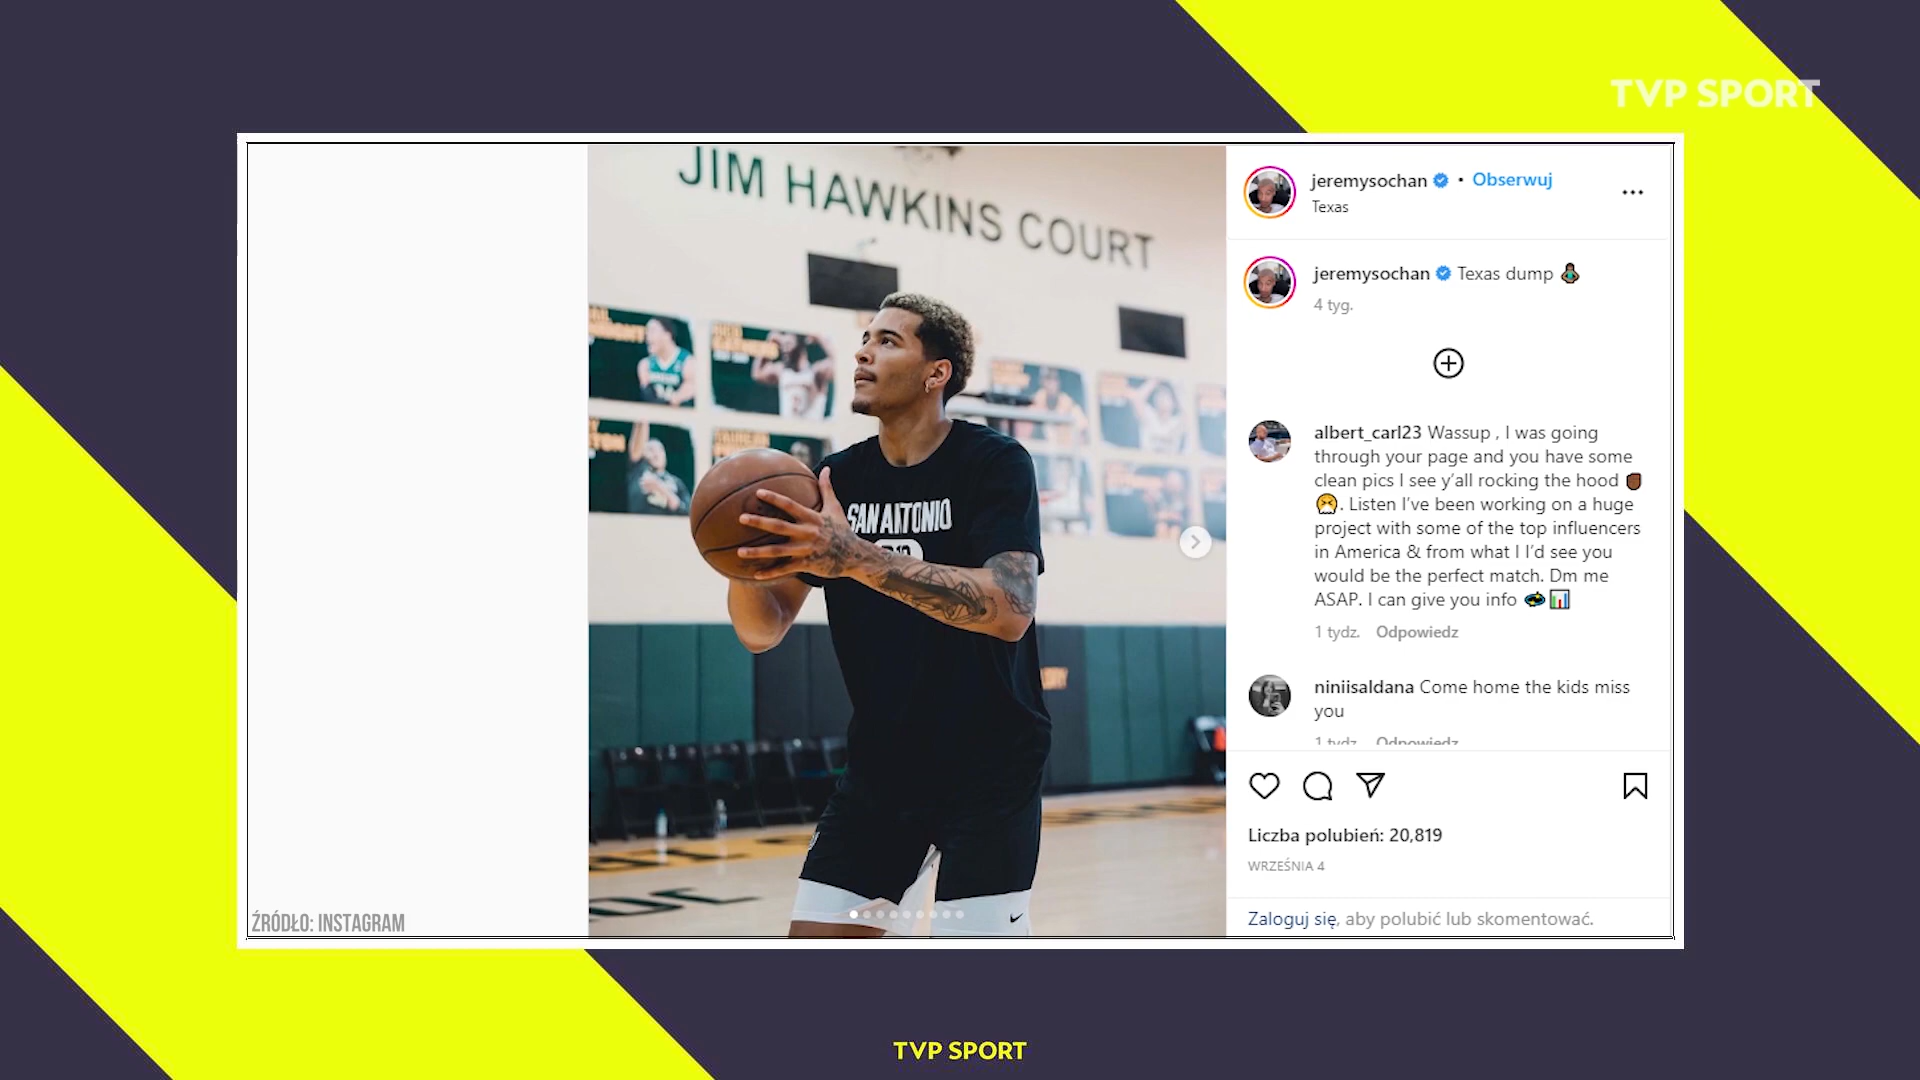 TVP SPORT
JIM HAWKINS COURT
SAN ANTONIO
jeremysochan • Obserwuj
Texas
jeremysochan Texas dump
4 tyg.
albert_carl23 Wassup , I was going
through your page and you have some
clean pics I see y'all rocking the hood
. Listen I've been working on a huge
project with some of the top influencers
in America & from what I I'd see you
would be the perfect match. Dm me
ASAP. I can give you info
1 tydz. Odpowiedz
niniisaldana Come home the kids miss
you
1 tydz. Odpowiedz
Liczba polubień: 20,819
WRZEŚNIA 4
Zaloguj się, aby polubić lub skomentować.
ŹRÓDŁO: INSTAGRAM
TVP SPORT